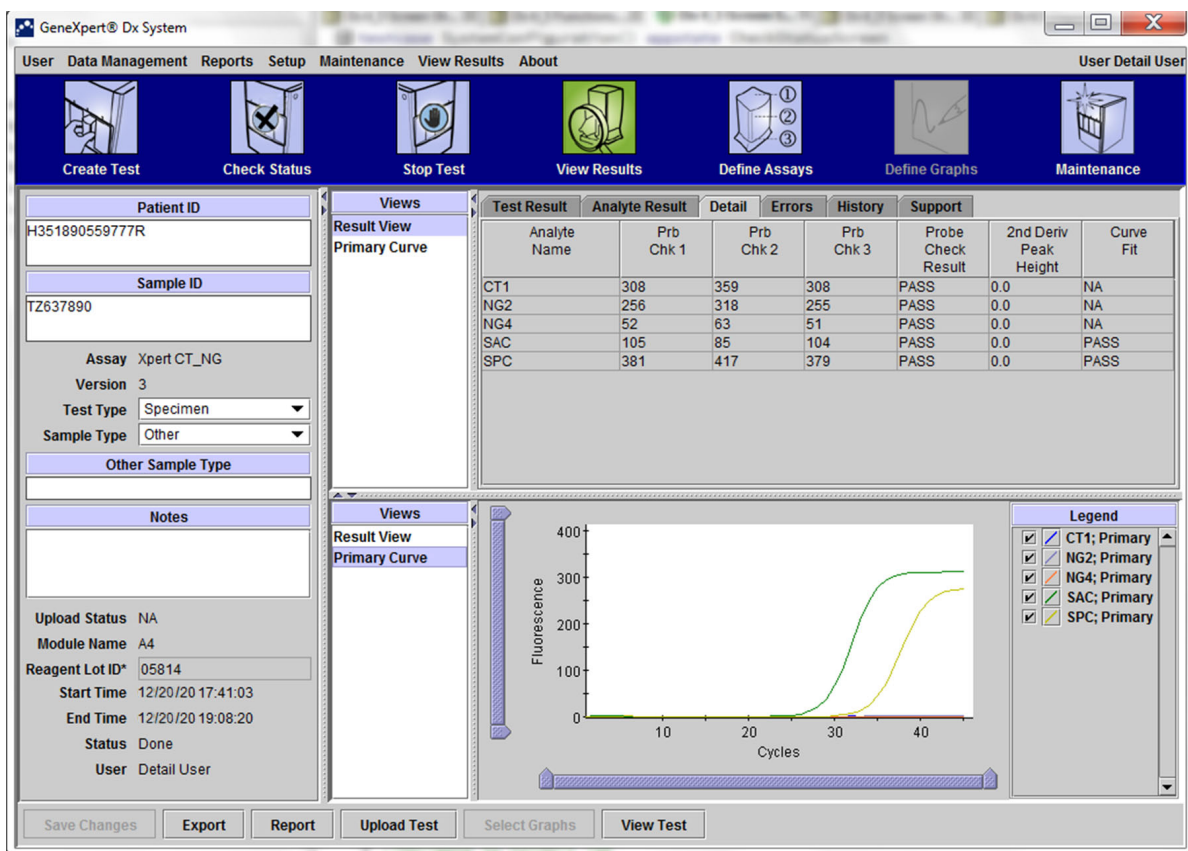 GeneXpert® Dx System
User Data Management Reports Setup Maintenance View Results About User Detail User
Create Test Check Status Stop Test View Results Define Assays Define Graphs Maintenance
① ② ③
Patient ID
H351890559777R
Sample ID
TZ637890
Assay Xpert CT_NG
Version 3
Test Type Specimen
Sample Type Other
Other Sample Type
Notes
Upload Status NA
Module Name A4
Reagent Lot ID* 05814
Start Time 12/20/20 17:41:03
End Time 12/20/20 19:08:20
Status Done
User Detail User
Views
Result View
Primary Curve
Test Result Analyte Result Detail Errors History Support
Analyte Name Prb Chk 1 Prb Chk 2 Prb Chk 3 Probe Check Result 2nd Deriv Peak Height Curve Fit
CT1 308 359 308 PASS 0.0 NA
NG2 256 318 255 PASS 0.0 NA
NG4 52 63 51 PASS 0.0 NA
SAC 105 85 104 PASS 0.0 PASS
SPC 381 417 379 PASS 0.0 PASS
Views
Result View
Primary Curve
Fluorescence
400
300
200
100
0
10 20 30 40
Cycles
Legend
CT1; Primary
NG2; Primary
NG4; Primary
SAC; Primary
SPC; Primary
Save Changes Export Report Upload Test Select Graphs View Test